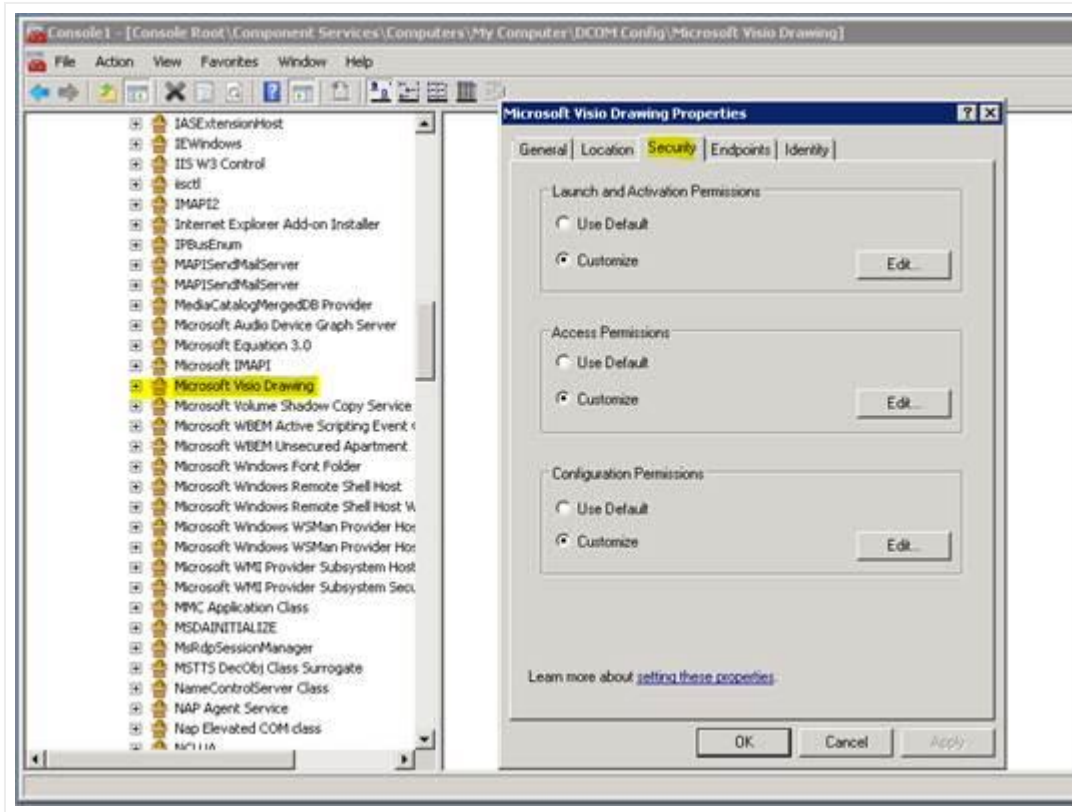 Console1 - [Console Root\Component Services\Computers\My Computer\DCOM Config\Microsoft Visio Drawing]
File Action View Favorites Window Help
IASExtensionHost
IEWindows
IIS W3 Control
iisctl
IMAPI2
Internet Explorer Add-on Installer
IPBusEnum
MAPISendMailServer
MAPISendMailServer
MediaCatalogMergedDB Provider
Microsoft Audio Device Graph Server
Microsoft Equation 3.0
Microsoft IMAPI
Microsoft Visio Drawing
Microsoft Volume Shadow Copy Service
Microsoft WBEM Active Scripting Event
Microsoft WBEM Unsecured Apartment
Microsoft Windows Font Folder
Microsoft Windows Remote Shell Host
Microsoft Windows Remote Shell Host W
Microsoft Windows WSMan Provider Hos
Microsoft Windows WSMan Provider Hos
Microsoft WMI Provider Subsystem Host
Microsoft WMI Provider Subsystem Secu
MMC Application Class
MSDAINITIALIZE
MsRdpSessionManager
MSTTS DecObj Class Surrogate
NameControlServer Class
NAP Agent Service
Nap Elevated COM class
Microsoft Visio Drawing Properties
General Location Security Endpoints Identity
Launch and Activation Permissions
Use Default
Customize
Edit...
Access Permissions
Use Default
Customize
Edit...
Configuration Permissions
Use Default
Customize
Edit...
Learn more about setting these properties.
OK Cancel Apply